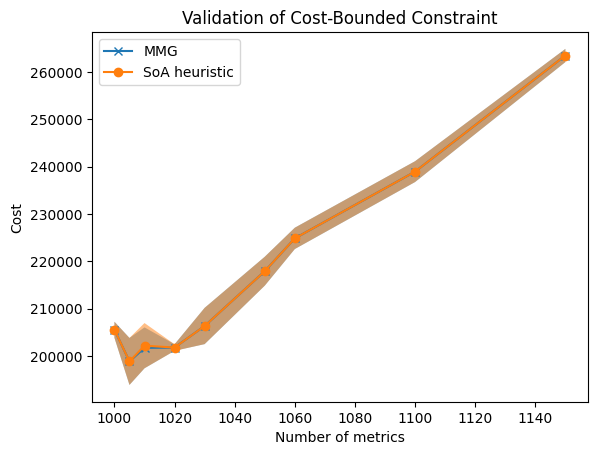 Validation of Cost-Bounded Constraint
MMG
SoA heuristic
260000
250000
240000
230000
220000
210000
200000
Cost
1000 1020 1040 1060 1080 1100 1120 1140
Number of metrics